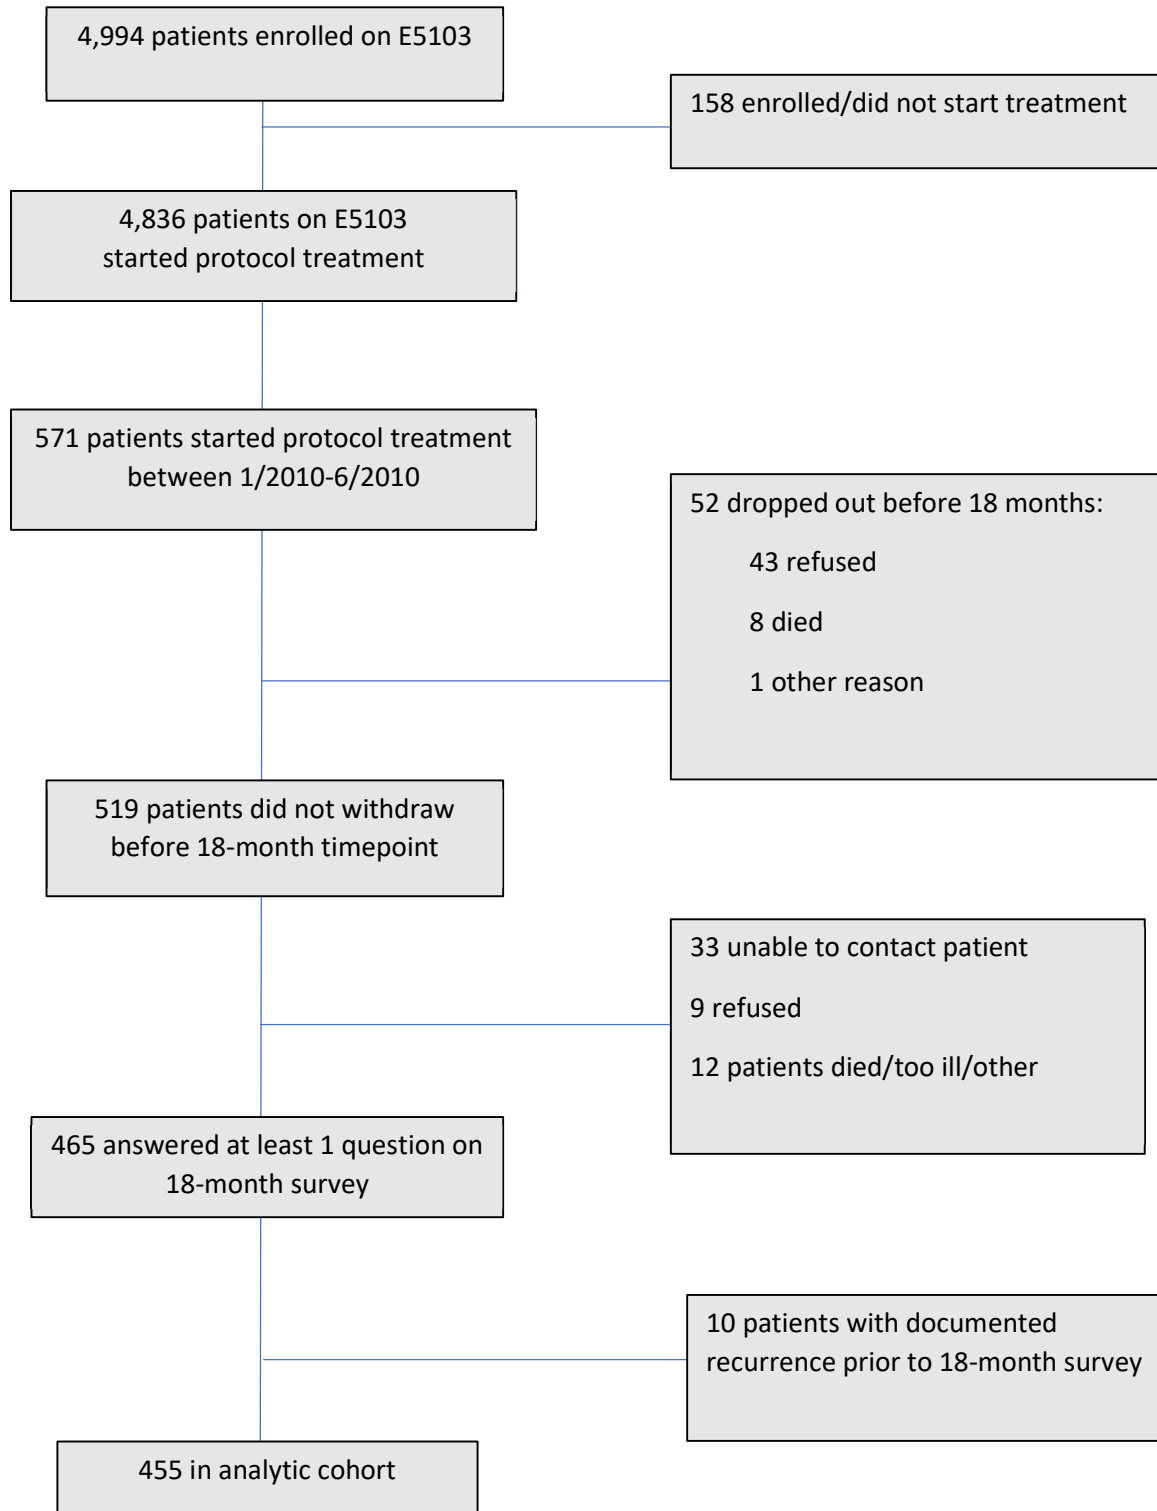 4,994 patients enrolled on E5103
158 enrolled/did not start treatment
4,836 patients on E5103
started protocol treatment
571 patients started protocol treatment
between 1/2010-6/2010
52 dropped out before 18 months:
43 refused
8 died
1 other reason
519 patients did not withdraw
before 18-month timepoint
33 unable to contact patient
9 refused
12 patients died/too ill/other
465 answered at least 1 question on
18-month survey
10 patients with documented
recurrence prior to 18-month survey
455 in analytic cohort